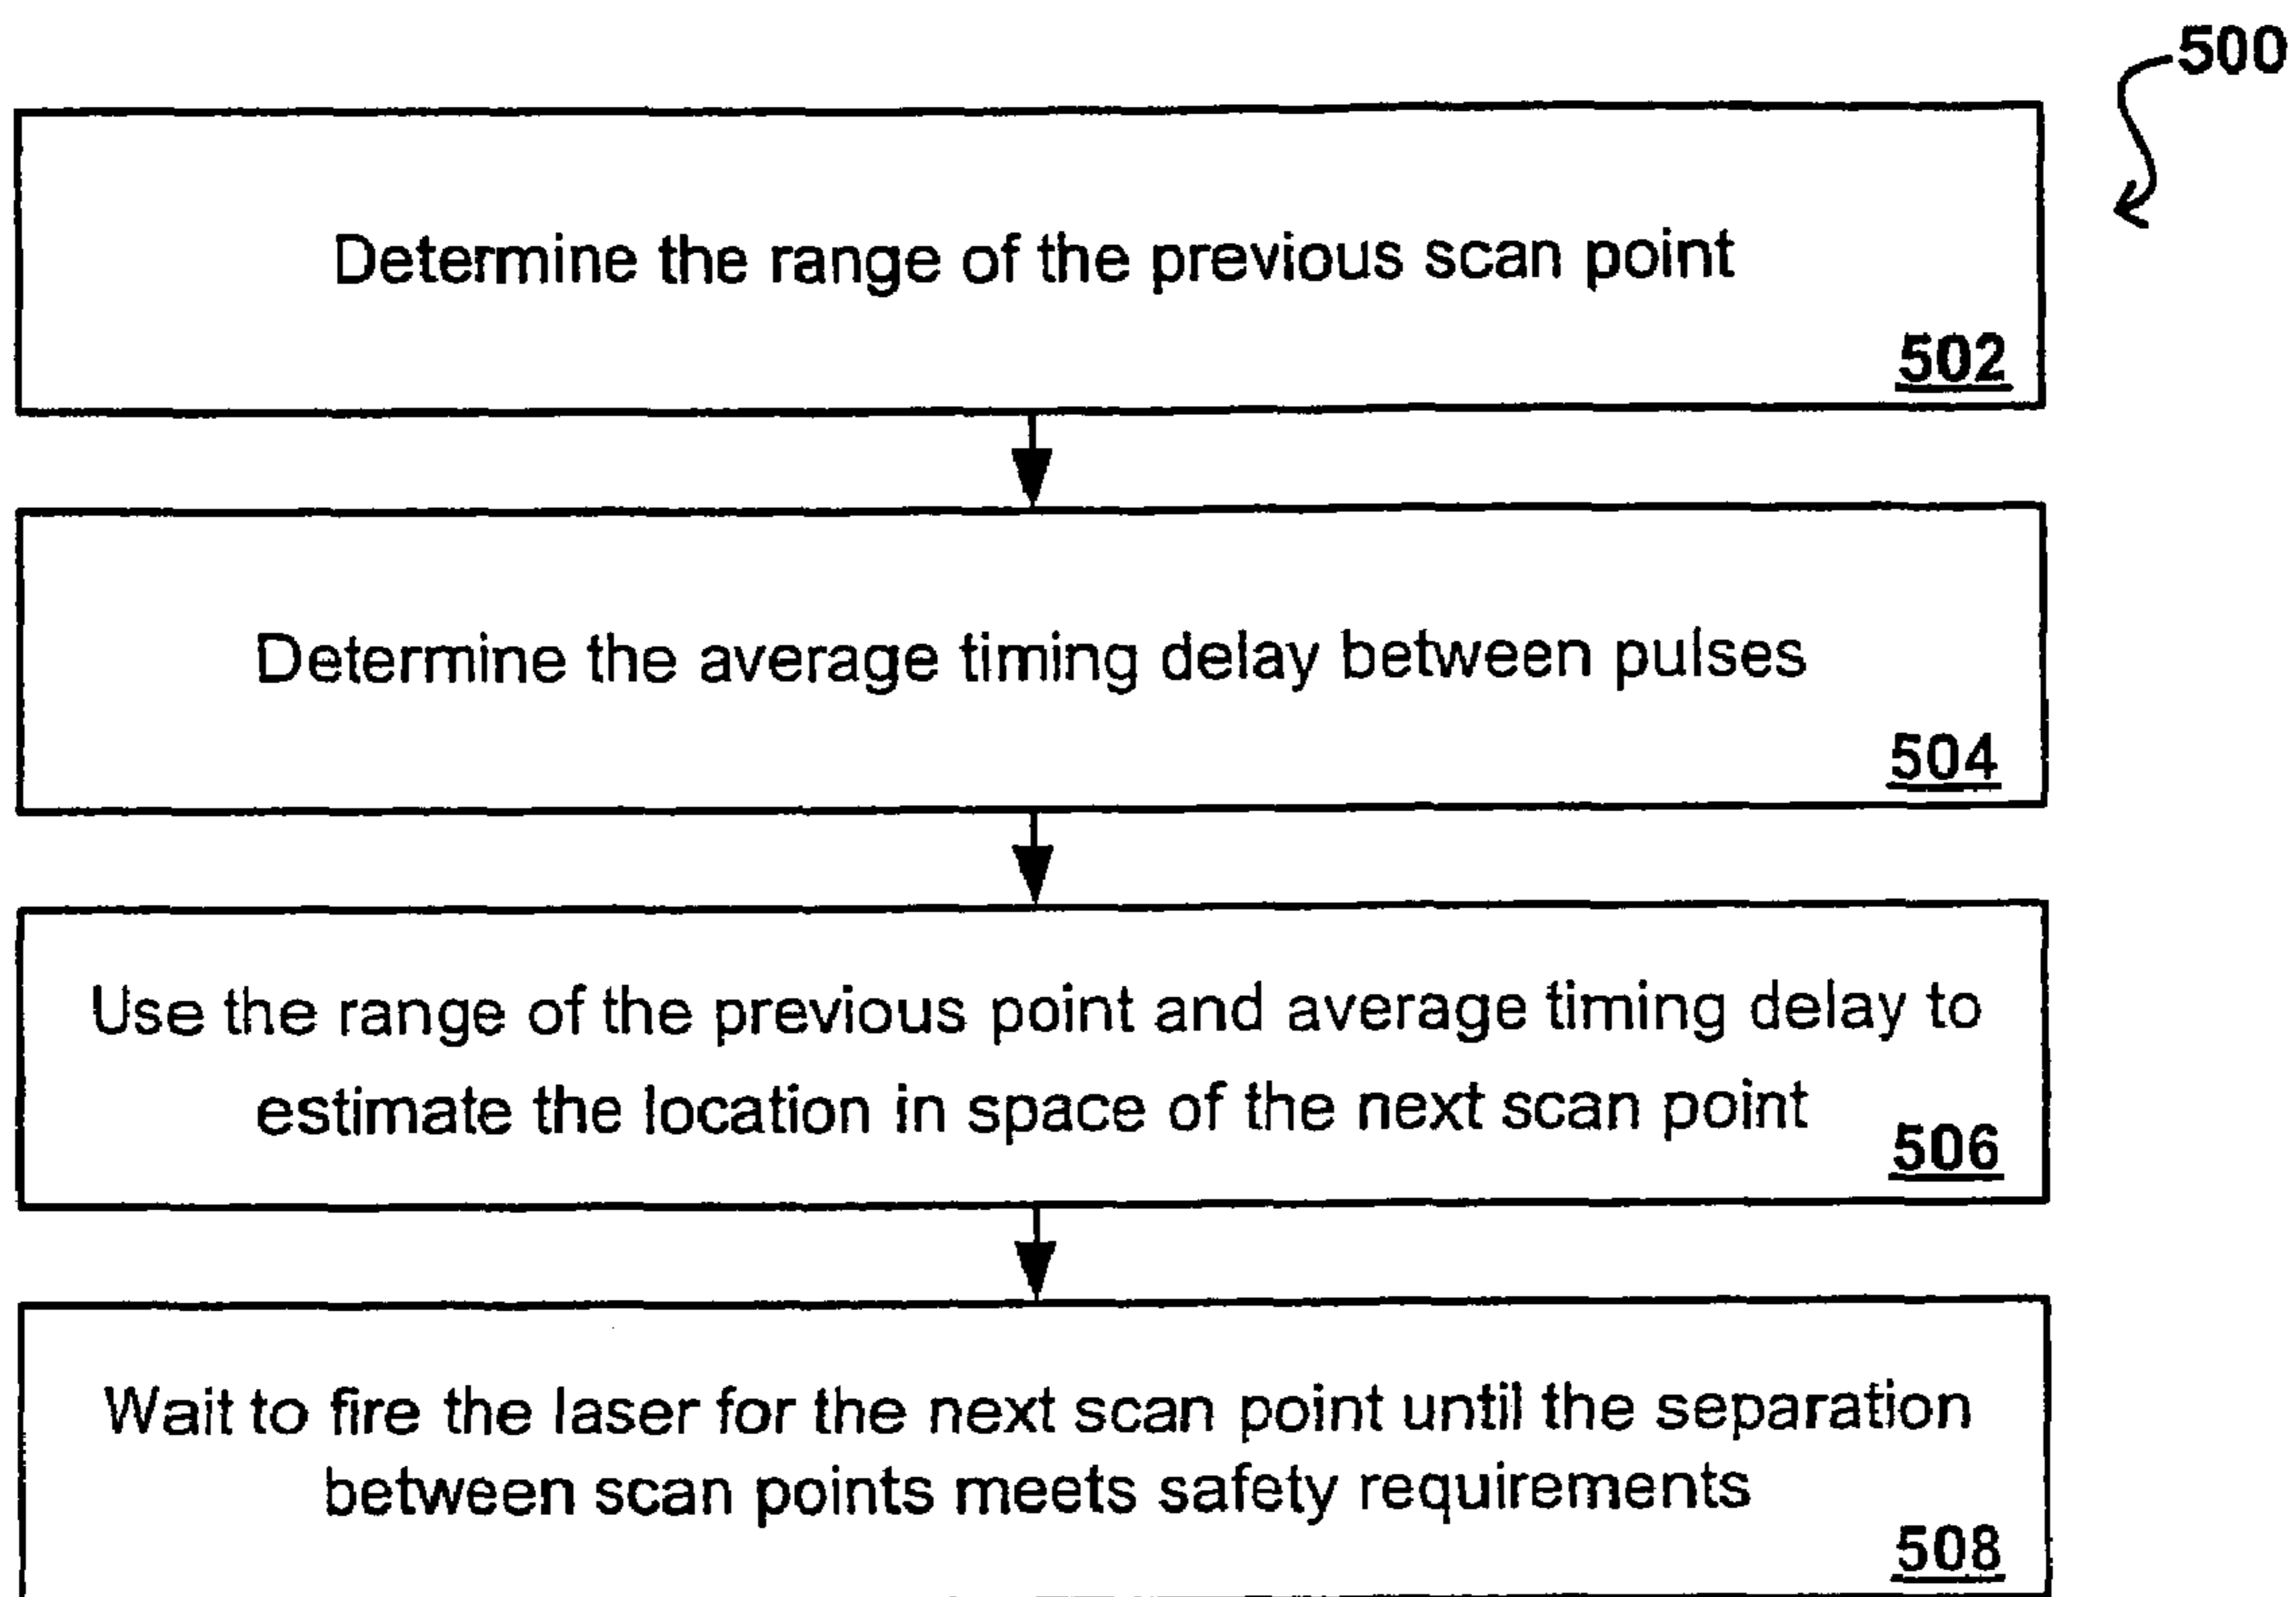 500
Determine the range of the previous scan point
502
Determine the average timing delay between pulses
504
Use the range of the previous point and average timing delay to
estimate the location in space of the next scan point
506
Wait to fire the laser for the next scan point until the separation
between scan points meets safety requirements
508